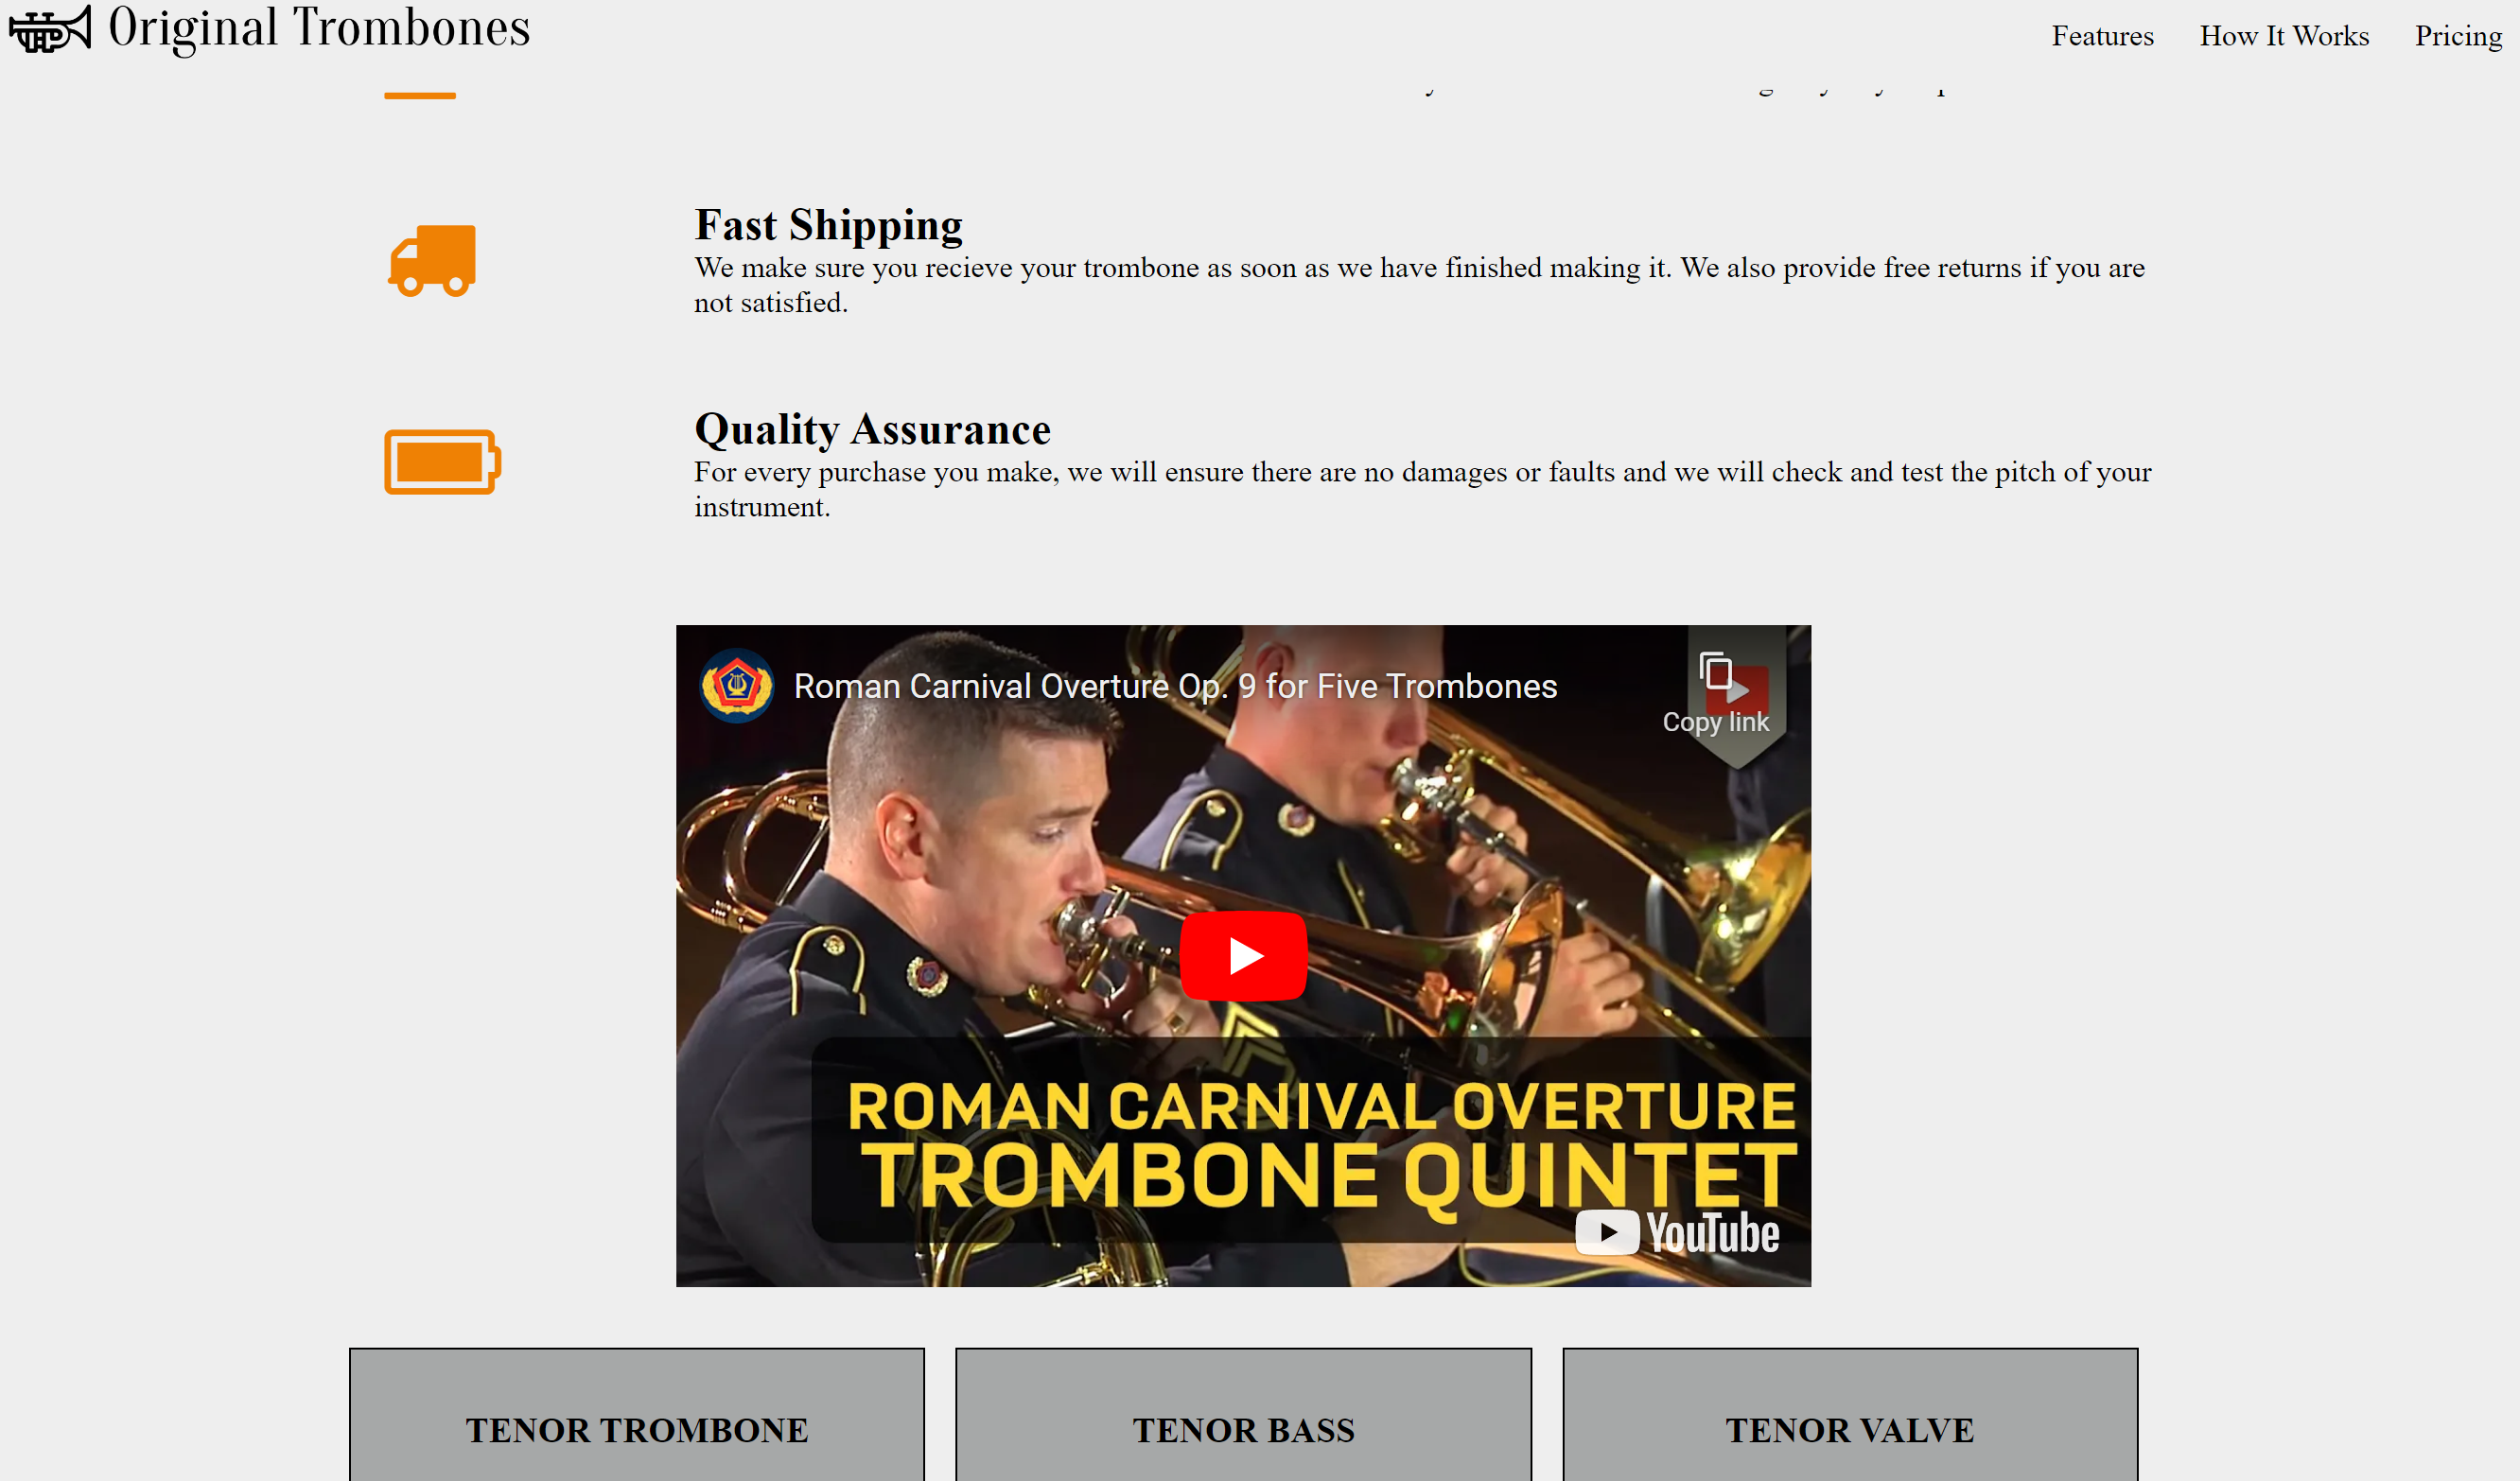 Original Trombones
Features How It Works Pricing
Fast Shipping
We make sure you recieve your trombone as soon as we have finished making it. We also provide free returns if you are
not satisfied.
Quality Assurance
For every purchase you make, we will ensure there are no damages or faults and we will check and test the pitch of your
instrument.
Roman Carnival Overture Op. 9 for Five Trombones
Copy link
ROMAN CARNIVAL OVERTURE
TROMBONE QUINTET
YouTube
TENOR TROMBONE
TENOR BASS
TENOR VALVE